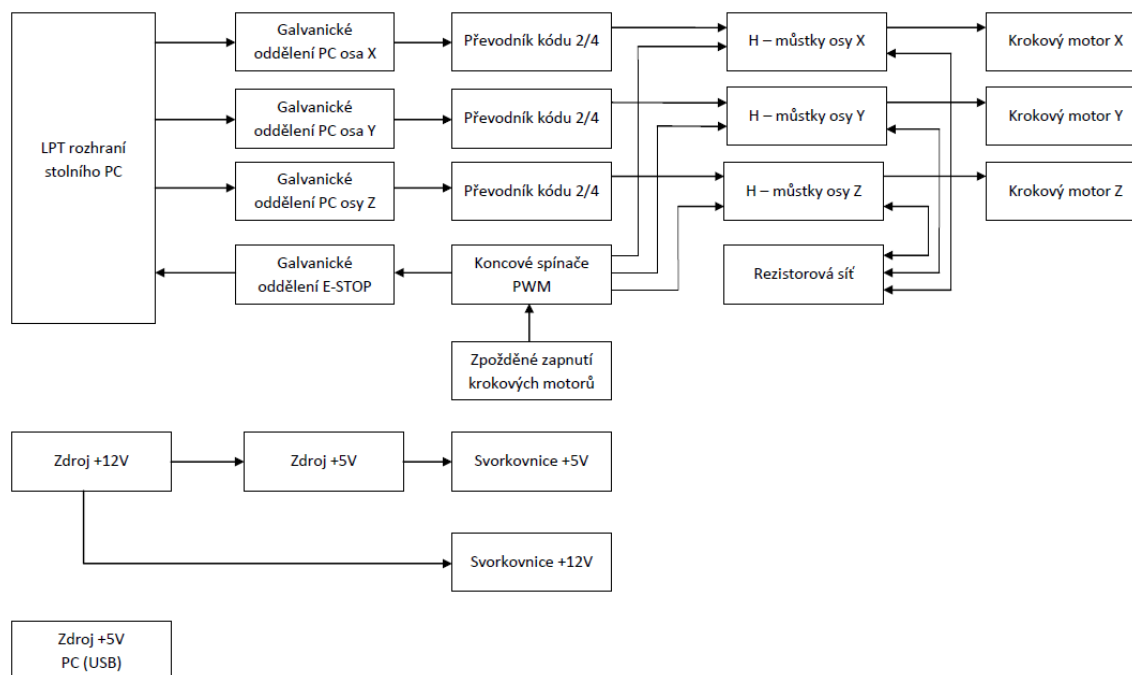 Galvanické
oddělení PC osa X
Převodník kódu 2/4
H – můstky osy X
Krokový motor X
LPT rozhraní
stolního PC
Galvanické
oddělení PC osa Y
Převodník kódu 2/4
H – můstky osy Y
Krokový motor Y
Galvanické
oddělení PC osy Z
Převodník kódu 2/4
H – můstky osy Z
Krokový motor Z
Galvanické
oddělení E-STOP
Koncové spínače
PWM
Rezistorová síť
Zpožděné zapnutí
krokových motorů
Zdroj +12V
Zdroj +5V
Svorkovnice +5V
Svorkovnice +12V
Zdroj +5V
PC (USB)